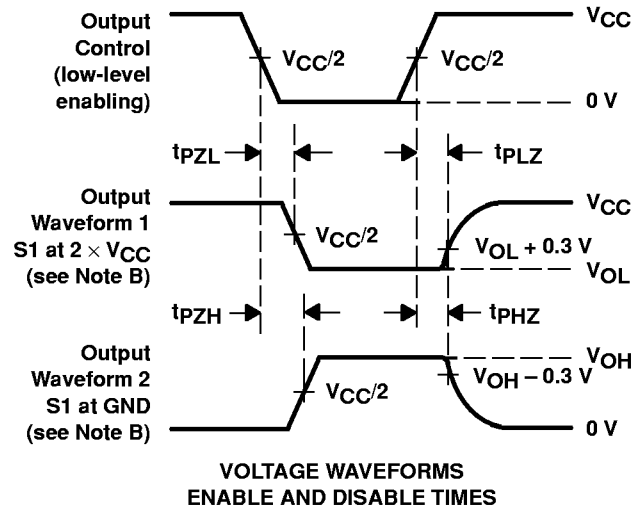 Output
Control
(low-level
enabling)
VCC/2
VCC/2
VCC
0 V
tPZL
tPLZ
Output
Waveform 1
S1 at 2 × VCC
(see Note B)
VCC/2
VCC
VOL + 0.3 V
VOL
tPZH
tPHZ
Output
Waveform 2
S1 at GND
(see Note B)
VCC/2
VOH
VOH − 0.3 V
0 V
VOLTAGE WAVEFORMS
ENABLE AND DISABLE TIMES